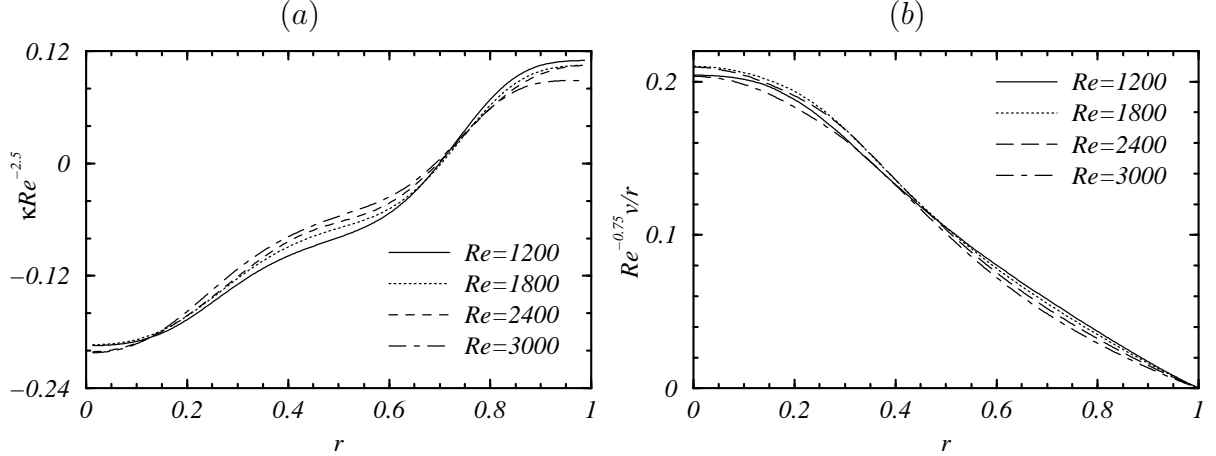 (a)
0.12
0
−0.12
−0.24
κRe^{−2.5}
Re=1200
Re=1800
Re=2400
Re=3000
0 0.2 0.4 0.6 0.8 1
r
(b)
0.2
0.1
0
Re^{−0.75}v/r
Re=1200
Re=1800
Re=2400
Re=3000
0 0.2 0.4 0.6 0.8 1
r